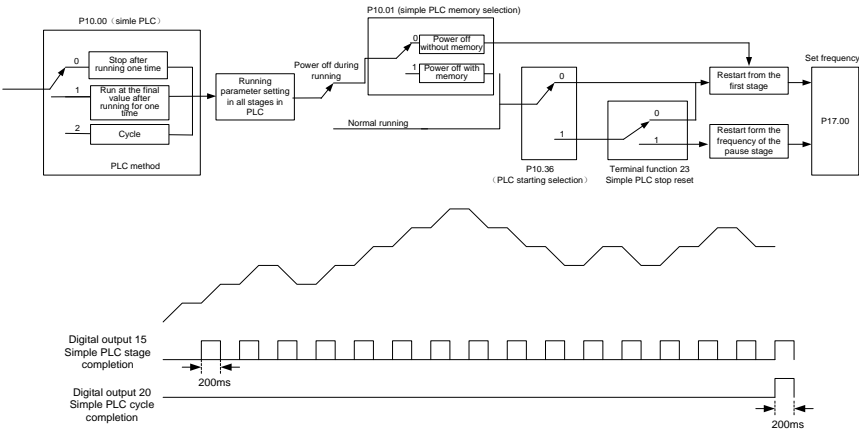 P10.00（simle PLC）
0
Stop after
running one time
1
Run at the final
value after
running for one
time
2
Cycle
PLC method
Running
parameter setting
in all stages in
PLC
Power off during
running
Normal running
P10.01 (simple PLC memory selection)
0
Power off
without memory
1
Power off with
memory
0
1
P10.36
（PLC starting selection）
0
1
Terminal function 23
Simple PLC stop reset
Restart from the
first stage
Restart form the
frequency of the
pause stage
Set frequency
P17.00
Digital output 15
Simple PLC stage
completion
200ms
Digital output 20
Simple PLC cycle
completion
200ms